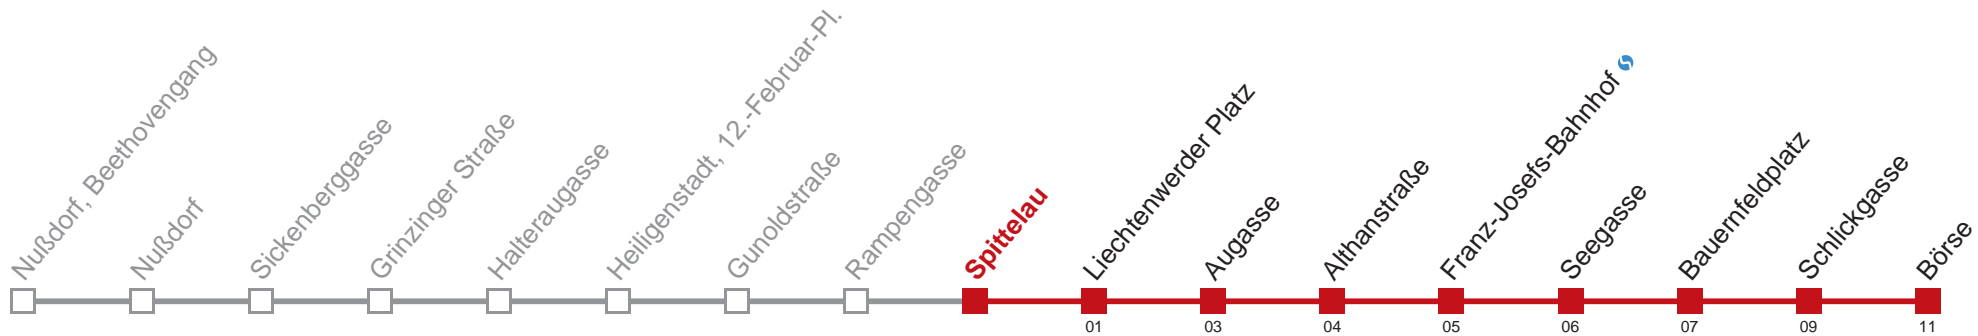 Nußdorf, Beethovengang
Nußdorf
Sickenberggasse
Grinzinger Straße
Halteraugasse
Heiligenstadt, 12.-Februar-Pl.
Gunoldstraße
Rampengasse
Spittelau
Liechtenwerder Platz
Augasse
Althanstraße
Franz-Josefs-Bahnhof
Seegasse
Bauernfeldplatz
Schlickgasse
Börse
01 03 04 05 06 07 09 11